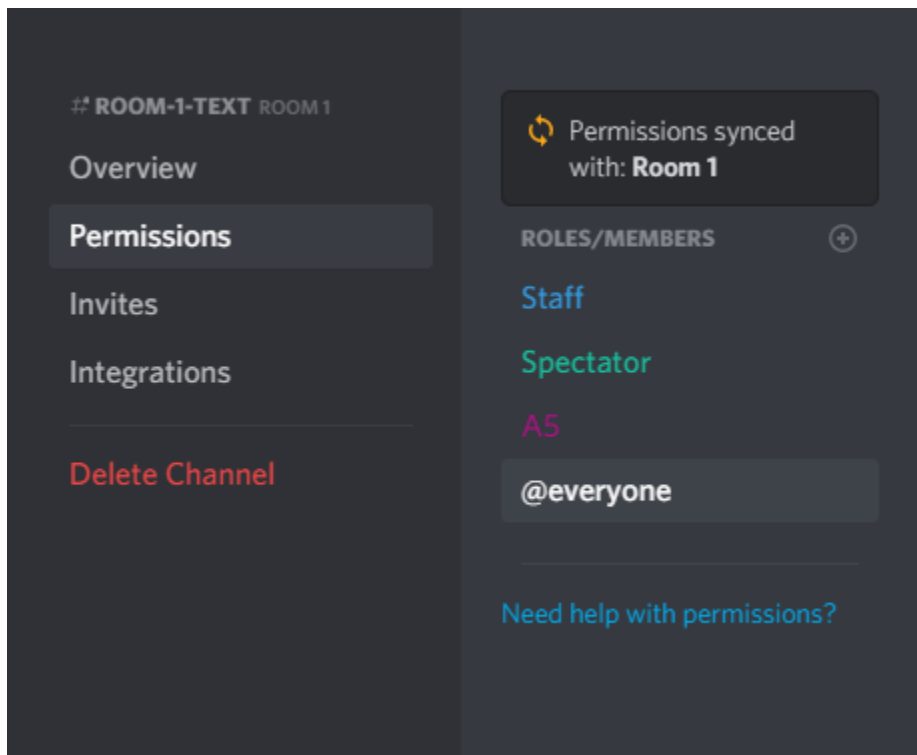 ROOM-1-TEXT ROOM 1
Overview
Permissions
Invites
Integrations
Delete Channel
Permissions synced
with: Room 1
ROLES/MEMBERS
Staff
Spectator
A5
@everyone
Need help with permissions?